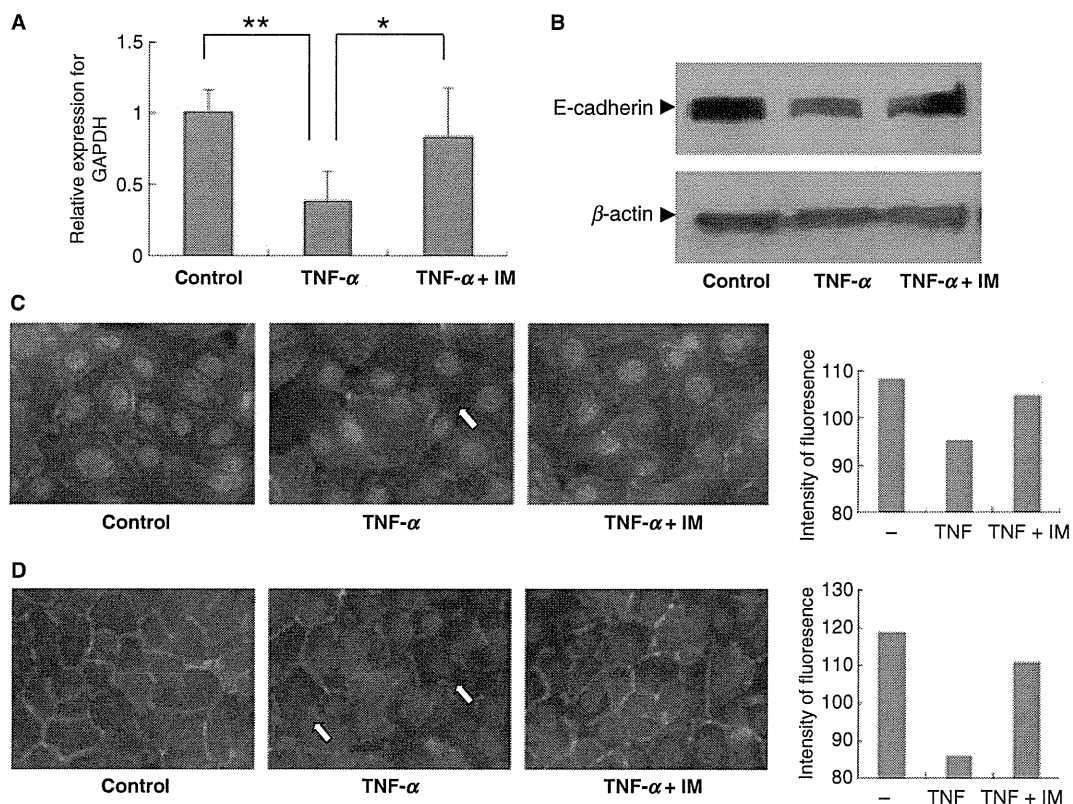 A
Relative expression for
GAPDH
1.5
1
0.5
0
**
*
Control TNF-α TNF-α + IM
B
E-cadherin
β-actin
Control TNF-α TNF-α + IM
C
Control TNF-α TNF-α + IM
Intensity of fluoresence
110
100
90
80
– TNF TNF + IM
D
Control TNF-α TNF-α + IM
Intensity of fluoresence
130
120
110
100
90
80
– TNF TNF + IM